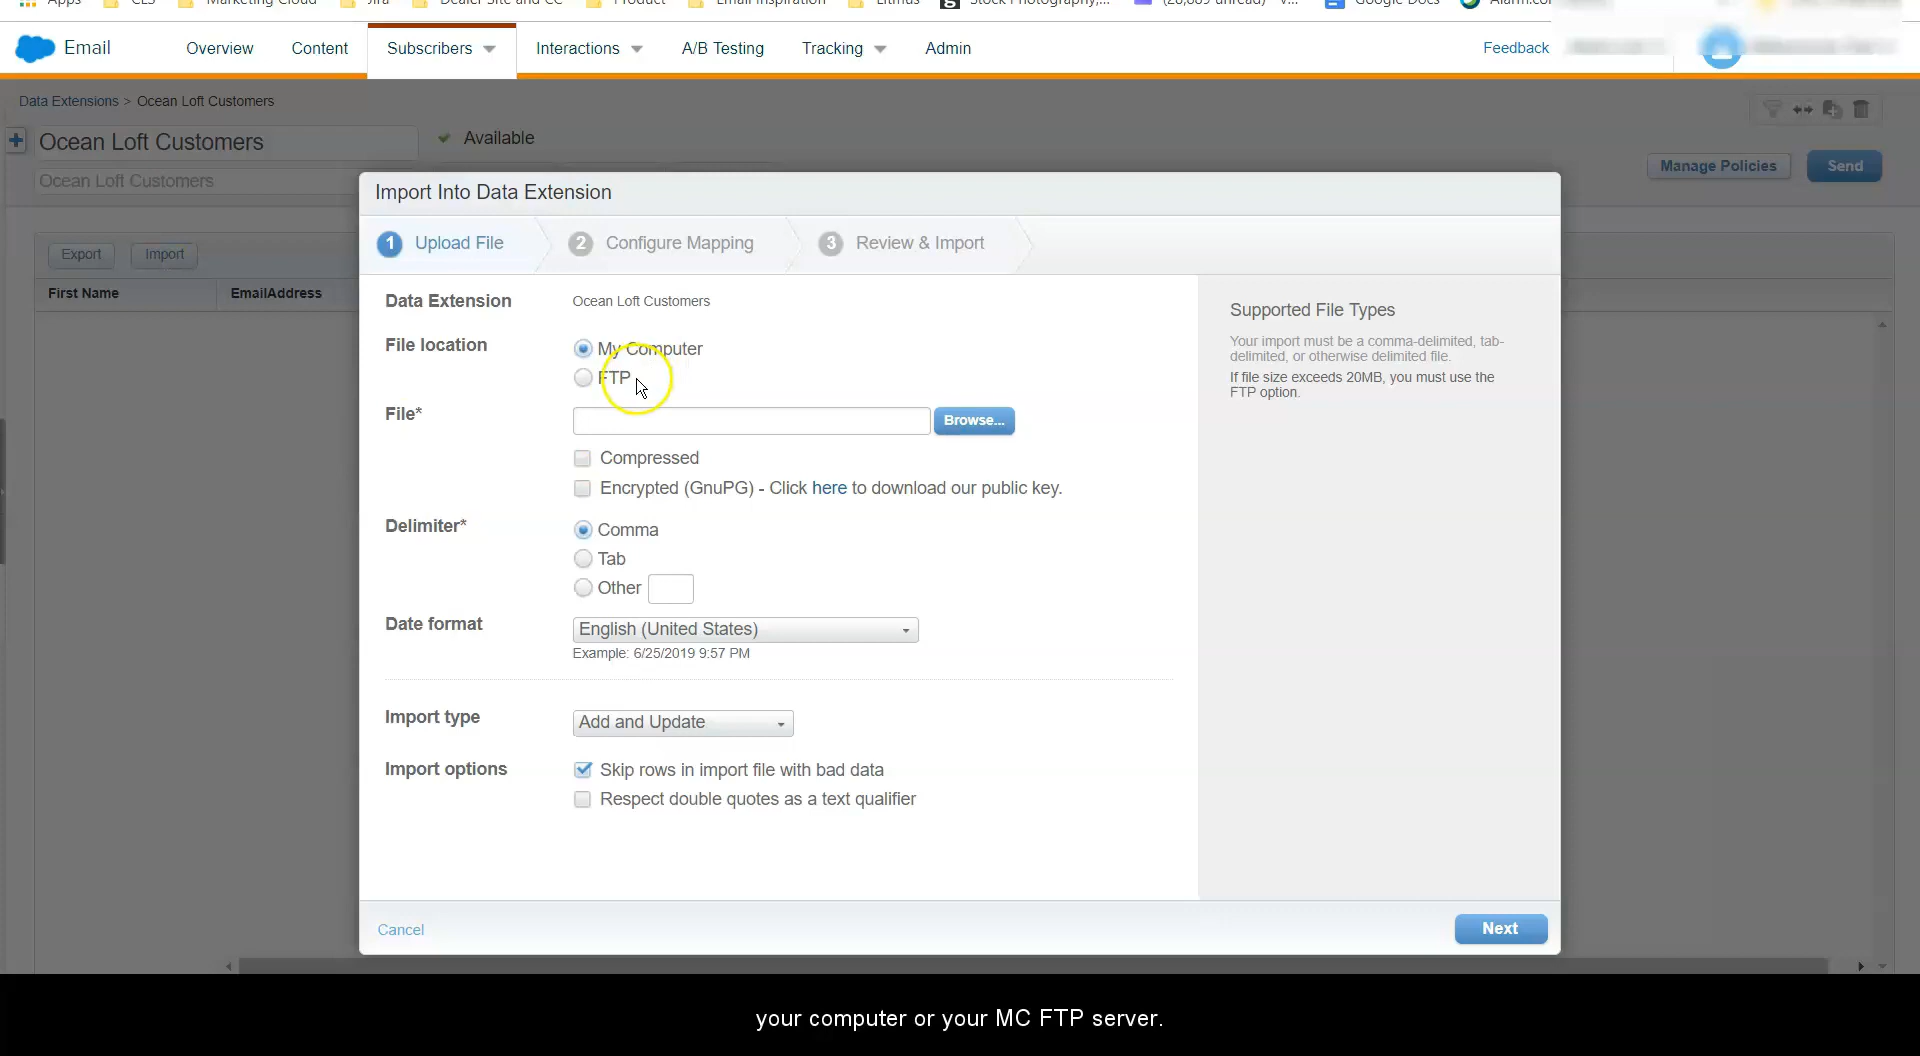 Apps CLS Marketing Cloud Jira Dealer Site and CC Product Email Inspiration Litmus Stock Photography,... (28,889 unread) - v... Google Docs
Email Overview Content Subscribers Interactions A/B Testing Tracking Admin Feedback
Data Extensions > Ocean Loft Customers
Ocean Loft Customers Available
Ocean Loft Customers
Manage Policies Send
Export Import
First Name EmailAddress
Import Into Data Extension
1 Upload File 2 Configure Mapping 3 Review & Import
Data Extension Ocean Loft Customers
File location My Computer
FTP
File* Browse...
Compressed
Encrypted (GnuPG) - Click here to download our public key.
Delimiter* Comma
Tab
Other
Date format English (United States)
Example: 6/25/2019 9:57 PM
Import type Add and Update
Import options Skip rows in import file with bad data
Respect double quotes as a text qualifier
Supported File Types
Your import must be a comma-delimited, tab-
delimited, or otherwise delimited file.
If file size exceeds 20MB, you must use the
FTP option.
Cancel Next
your computer or your MC FTP server.